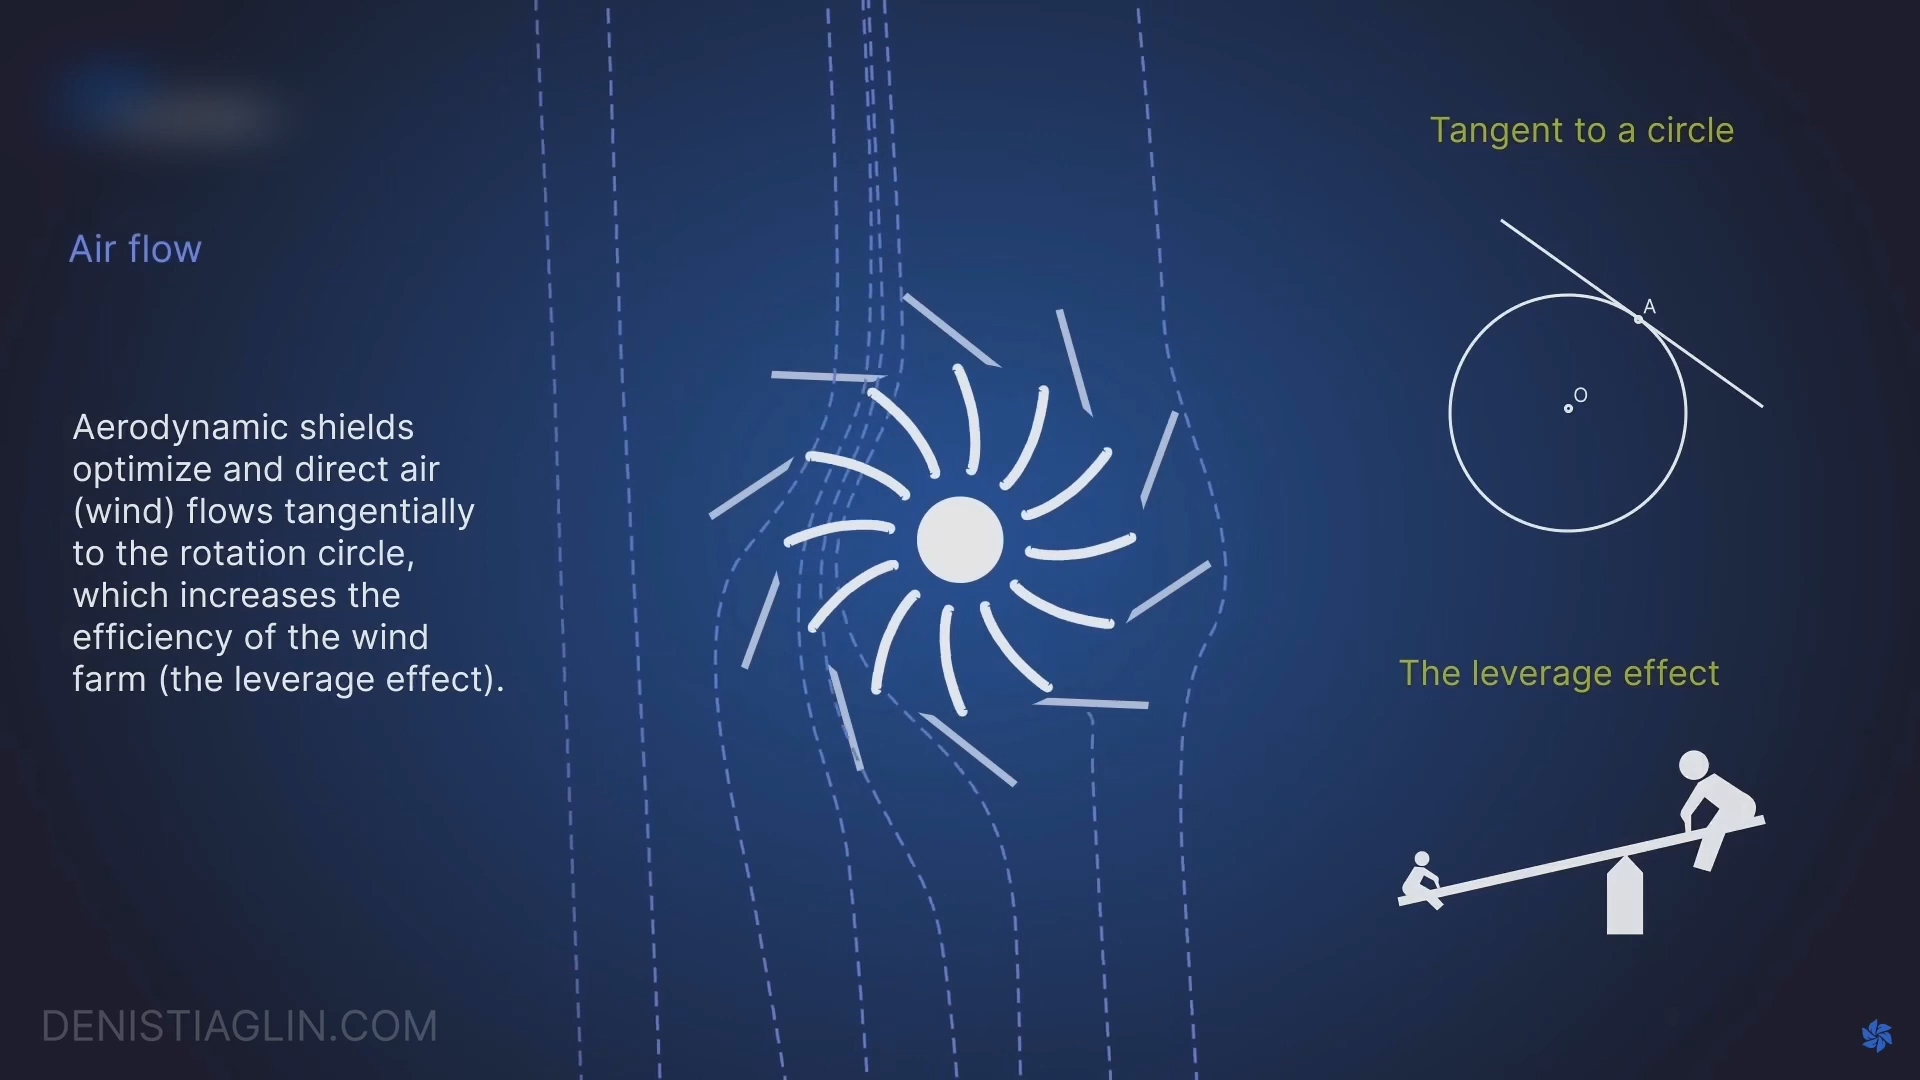 Air flow
Aerodynamic shields
optimize and direct air
(wind) flows tangentially
to the rotation circle,
which increases the
efficiency of the wind
farm (the leverage effect).
Tangent to a circle
A
O
The leverage effect
DENISTIAGLIN.COM